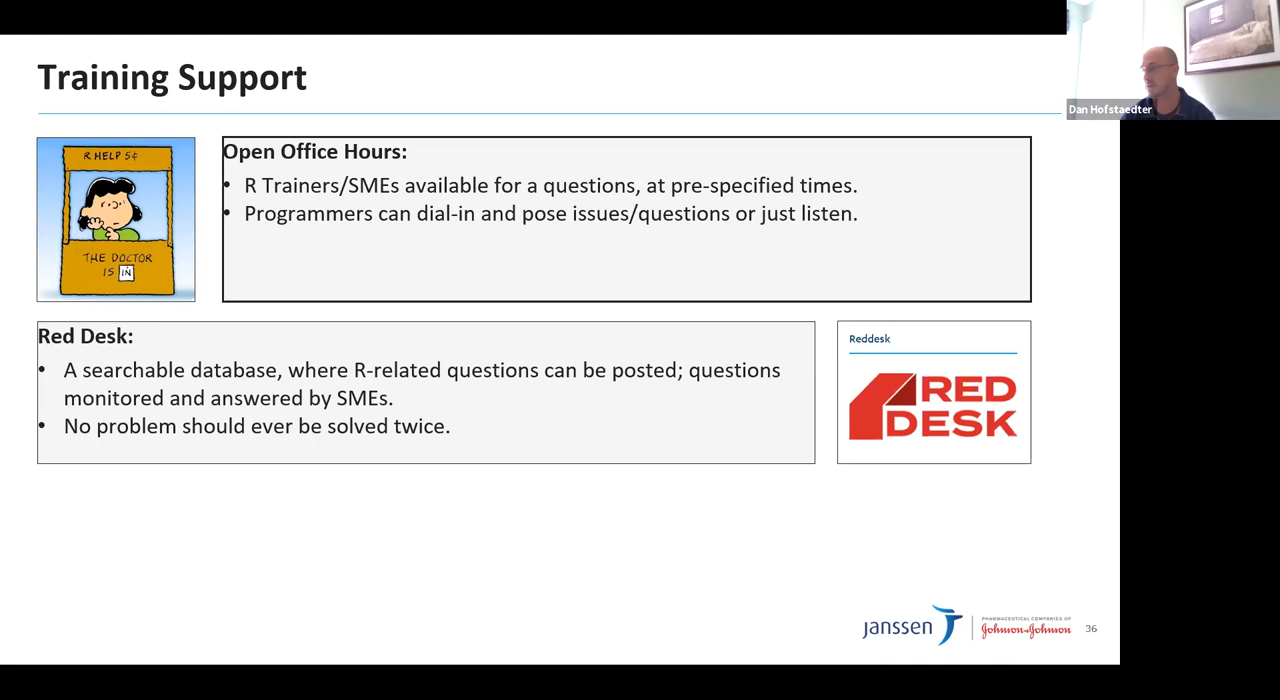 Training Support
Dan Hofstaedter
R HELP 5¢
THE DOCTOR
IS IN
Open Office Hours:
• R Trainers/SMEs available for a questions, at pre-specified times.
• Programmers can dial-in and pose issues/questions or just listen.
Red Desk:
• A searchable database, where R-related questions can be posted; questions
monitored and answered by SMEs.
• No problem should ever be solved twice.
Reddesk
RED
DESK
janssen
PHARMACEUTICAL COMPANIES OF
Johnson & Johnson
36